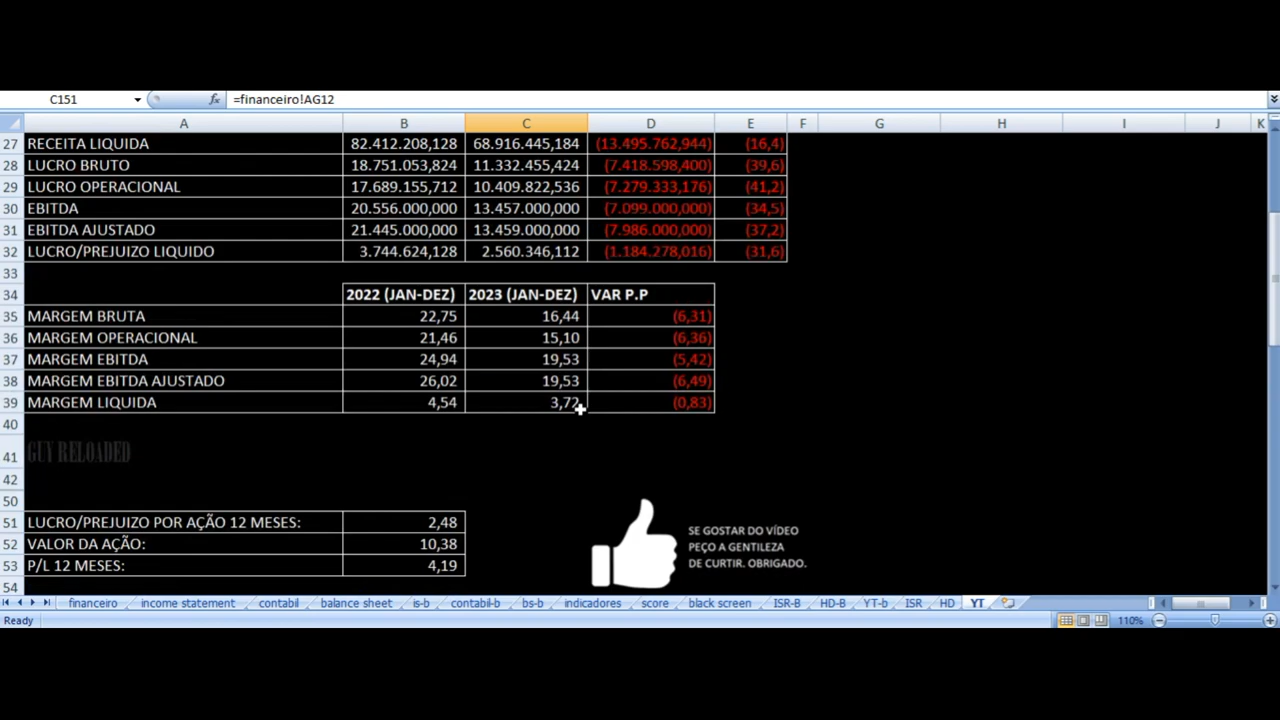 C151 fx =financeiro!AG12
A B C D E F G H I J K
27 RECEITA LIQUIDA 82.412.208,128 68.916.445,184 (13.495.762,944) (16,4)
28 LUCRO BRUTO 18.751.053,824 11.332.455,424 (7.418.598,400) (39,6)
29 LUCRO OPERACIONAL 17.689.155,712 10.409.822,536 (7.279.333,176) (41,2)
30 EBITDA 20.556.000,000 13.457.000,000 (7.099.000,000) (34,5)
31 EBITDA AJUSTADO 21.445.000,000 13.459.000,000 (7.986.000,000) (37,2)
32 LUCRO/PREJUIZO LIQUIDO 3.744.624,128 2.560.346,112 (1.184.278,016) (31,6)
33
34 2022 (JAN-DEZ) 2023 (JAN-DEZ) VAR P.P
35 MARGEM BRUTA 22,75 16,44 (6,31)
36 MARGEM OPERACIONAL 21,46 15,10 (6,36)
37 MARGEM EBITDA 24,94 19,53 (5,42)
38 MARGEM EBITDA AJUSTADO 26,02 19,53 (6,49)
39 MARGEM LIQUIDA 4,54 3,72 (0,83)
40
41 GUY RELOADED
42
50
51 LUCRO/PREJUIZO POR AÇÃO 12 MESES: 2,48
52 VALOR DA AÇÃO: 10,38
53 P/L 12 MESES: 4,19
54
SE GOSTAR DO VÍDEO
PEÇO A GENTILEZA
DE CURTIR. OBRIGADO.
financeiro income statement contabil balance sheet is-b contabil-b bs-b indicadores score black screen ISR-B HD-B YT-b ISR HD YT
Ready 110%